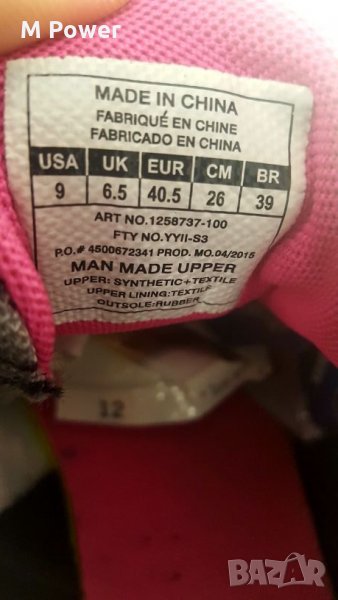 M Power
MADE IN CHINA
FABRIQUÉ EN CHINE
FABRICADO EN CHINA
USA UK EUR CM BR
9 6.5 40.5 26 39
ART NO.1258737-100
FTY NO.YYII-S3
P.O.# 4500672341 PROD. MO.04/2015
MAN MADE UPPER
UPPER: SYNTHETIC+TEXTILE
UPPER LINING:TEXTILE
OUTSOLE:RUBBER
12
BAZAR